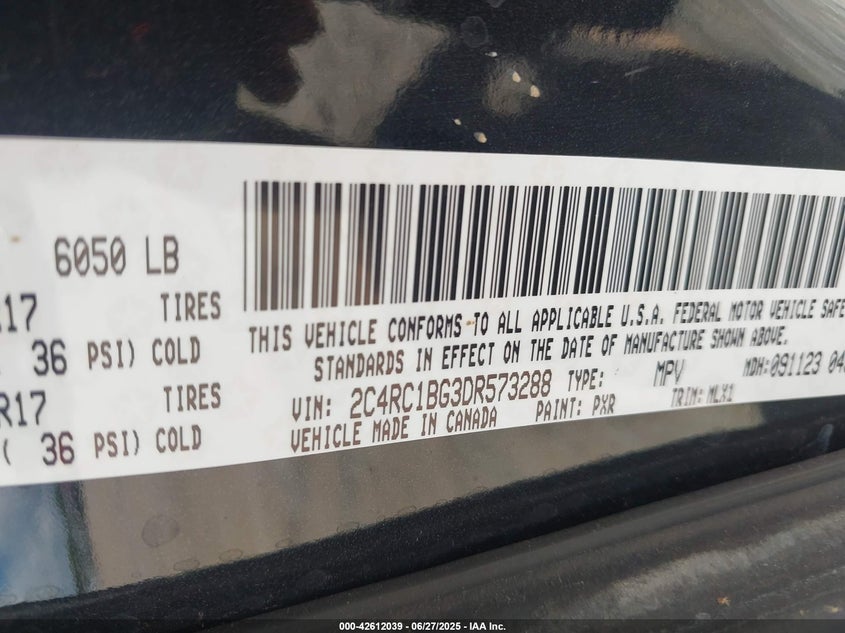 6050 LB
17 TIRES
36 PSI) COLD
R17 TIRES
( 36 PSI) COLD
THIS VEHICLE CONFORMS TO ALL APPLICABLE U.S.A. FEDERAL MOTOR VEHICLE SAFE
STANDARDS IN EFFECT ON THE DATE OF MANUFACTURE SHOWN ABOVE.
VIN: 2C4RC1BG3DR573288 TYPE: MPV MDH: 091123 04
VEHICLE MADE IN CANADA PAINT: PXR TRIM: MLX1
000-42612039 - 06/27/2025 - IAA Inc.